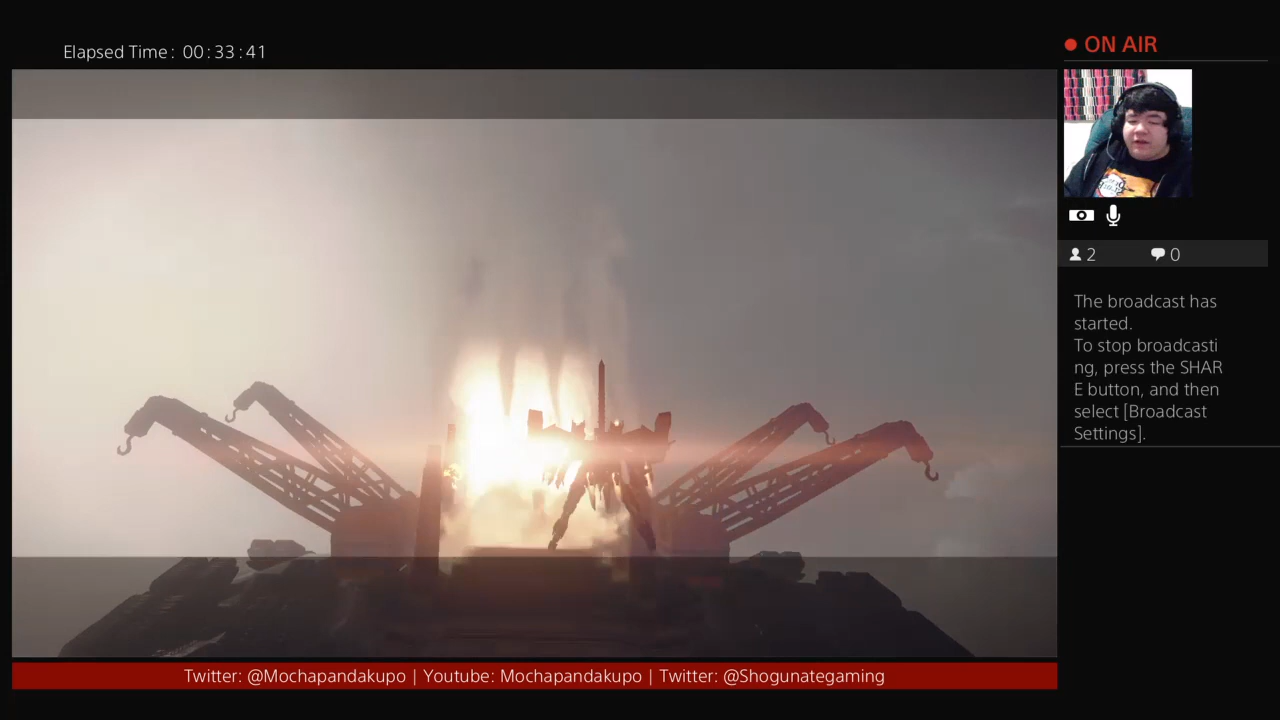 Elapsed Time: 00:33:41
ON AIR
2
0
The broadcast has
started.
To stop broadcasti
ng, press the SHAR
E button, and then
select [Broadcast
Settings].
Twitter: @Mochapandakupo | Youtube: Mochapandakupo | Twitter: @Shogunategaming